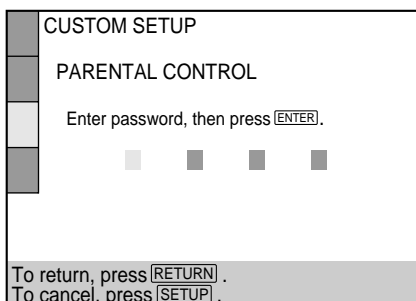 CUSTOM SETUP
PARENTAL CONTROL
Enter password, then press ENTER.
To return, press RETURN .
To cancel, press SETUP .